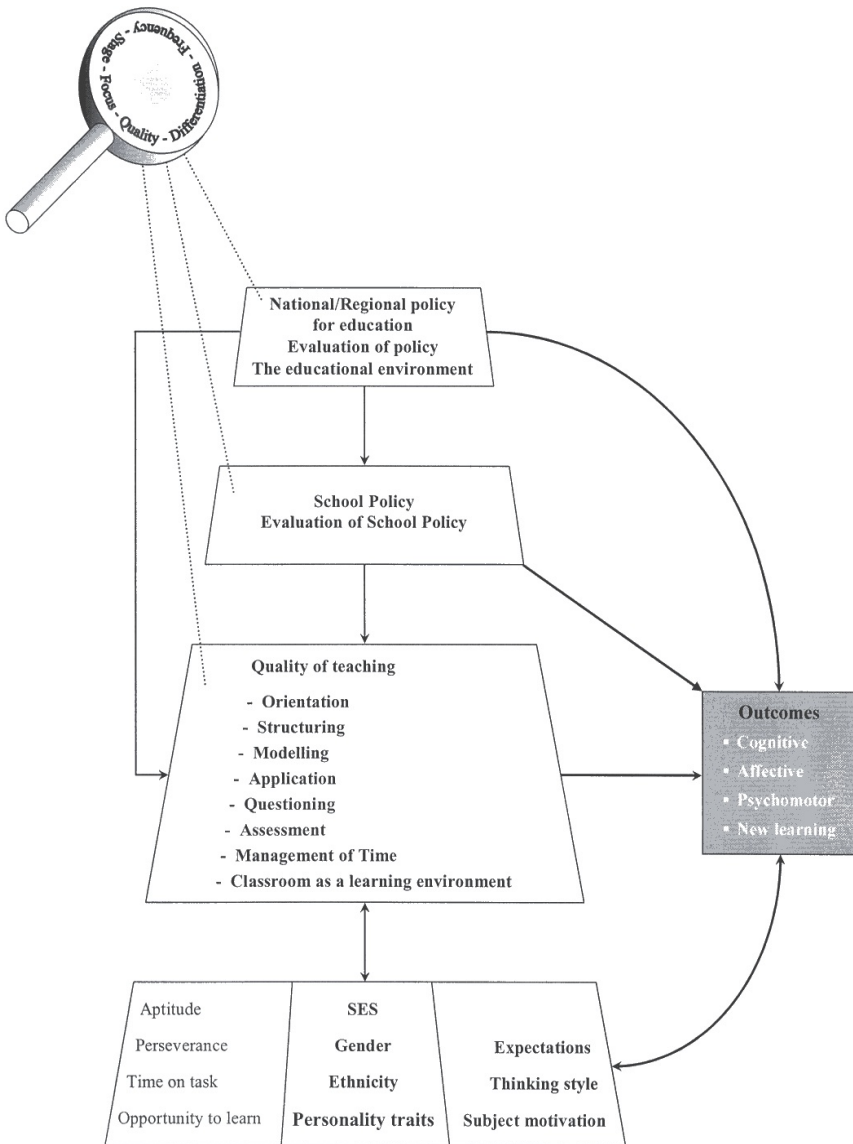 Focus - Quality - Differentiation - Frequency - Stage -
National/Regional policy
for education
Evaluation of policy
The educational environment
School Policy
Evaluation of School Policy
Quality of teaching
- Orientation
- Structuring
- Modelling
- Application
- Questioning
- Assessment
- Management of Time
- Classroom as a learning environment
Outcomes
▪ Cognitive
▪ Affective
▪ Psychomotor
▪ New learning
Aptitude
Perseverance
Time on task
Opportunity to learn
SES
Gender
Ethnicity
Personality traits
Expectations
Thinking style
Subject motivation